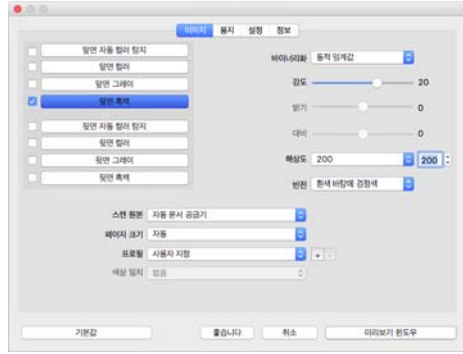 이미지 용지 설정 정보
앞면 자동 컬러 탐지
앞면 컬러
앞면 그레이
앞면 흑백
뒷면 자동 컬러 탐지
뒷면 컬러
뒷면 그레이
뒷면 흑백
바이너리화 동적 임계값
감도 20
밝기 0
대비 0
해상도 200 200
반전 흰색 바탕에 검정색
스캔 원본 자동 문서 공급기
페이지 크기 자동
프로필 사용자 지정 + -
색상 일치 없음
기본값 좋습니다 취소 미리보기 윈도우